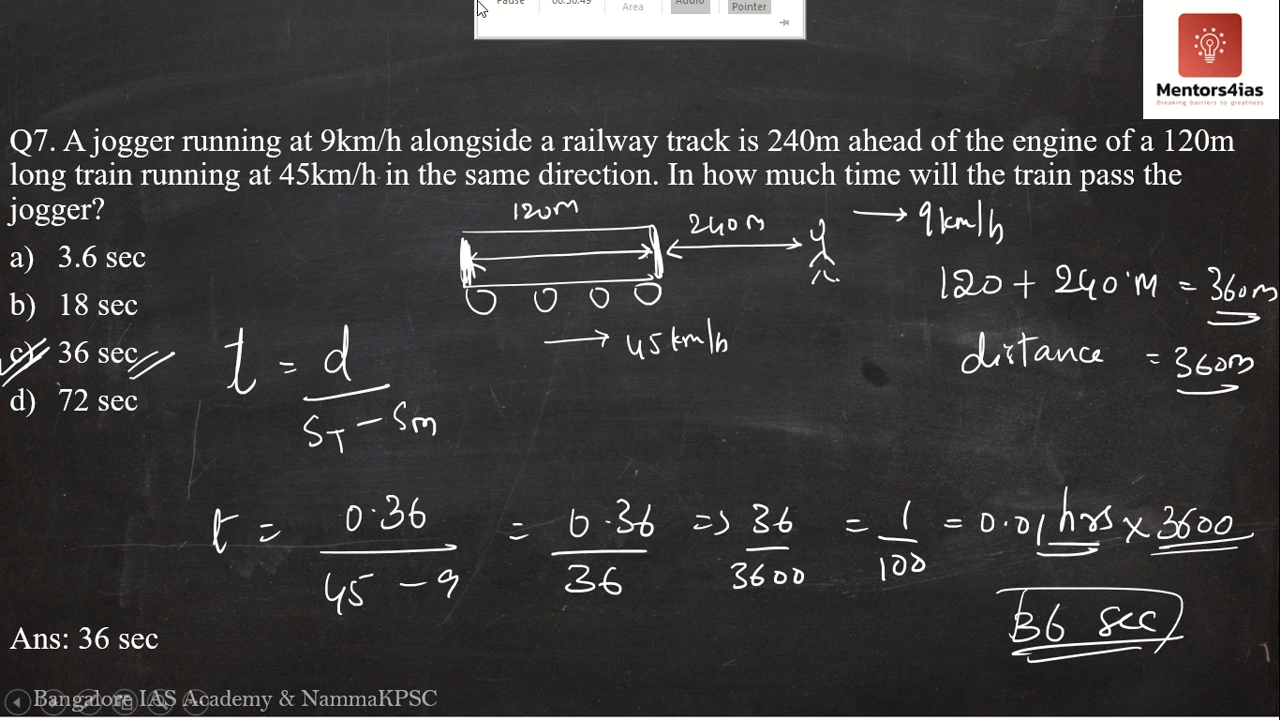 Pause
00:30:49
Area
Audio
Pointer
Mentors4ias
Breaking barriers to greatness
Q7. A jogger running at 9km/h alongside a railway track is 240m ahead of the engine of a 120m
long train running at 45km/h in the same direction. In how much time will the train pass the
jogger?
a) 3.6 sec
b) 18 sec
c) 36 sec
d) 72 sec
120m
240m
→ 9km/h
→ 45km/h
120 + 240 m = 360m
distance = 360m
t = d / ST - Sm
t = 0.36 / 45 - 9 = 0.36 / 36 => 36 / 3600 = 1 / 100 = 0.01 hrs x 3600
36 sec
Ans: 36 sec
Bangalore IAS Academy & NammaKPSC